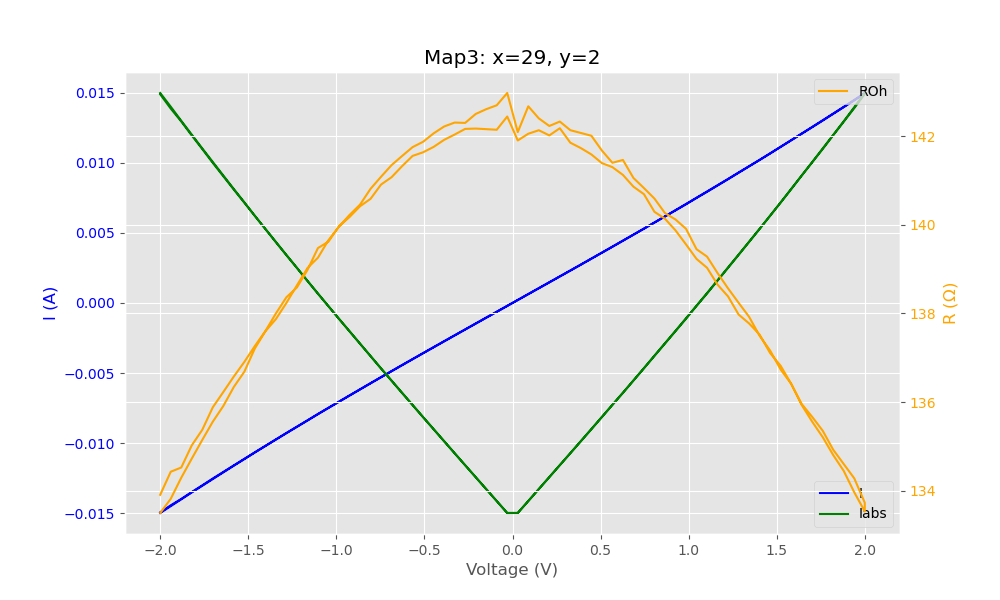 Map3: x=29, y=2
ROh
0.015
0.010
0.005
0.000
−0.005
−0.010
−0.015
I (A)
142
140
138
136
134
R (Ω)
I
Iabs
−2.0 −1.5 −1.0 −0.5 0.0 0.5 1.0 1.5 2.0
Voltage (V)